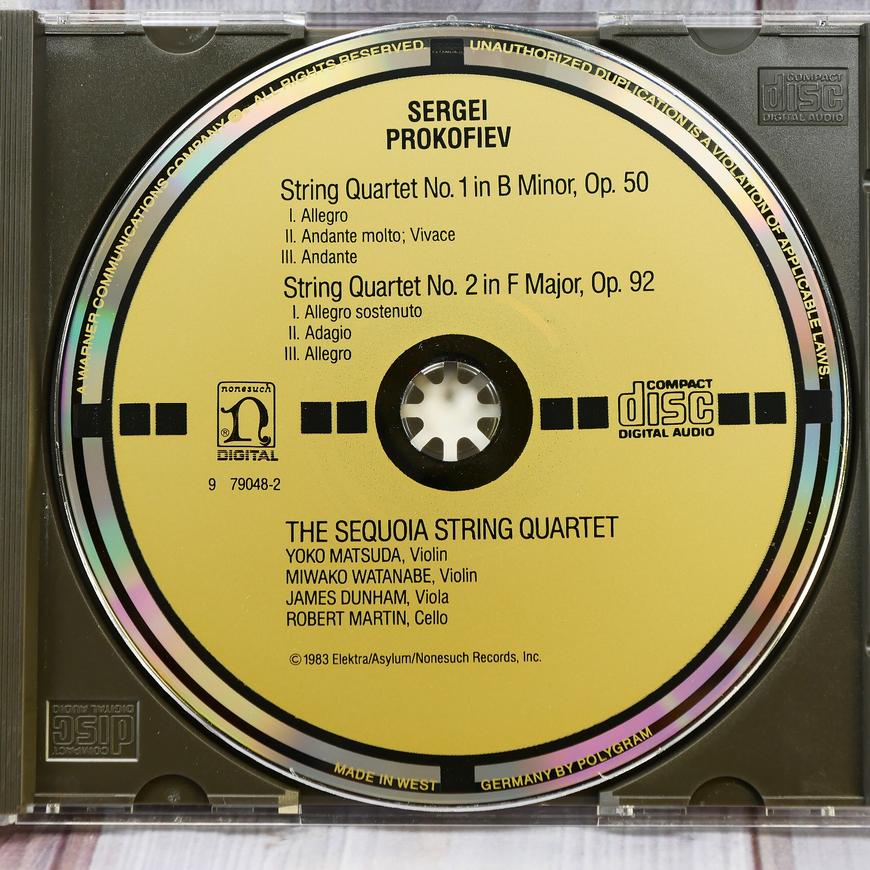 A WARNER COMMUNICATIONS COMPANY ℗ - ALL RIGHTS RESERVED.
UNAUTHORIZED DUPLICATION IS A VIOLATION OF APPLICABLE LAWS.
COMPACT
disc
DIGITAL AUDIO
SERGEI
PROKOFIEV
String Quartet No. 1 in B Minor, Op. 50
I. Allegro
II. Andante molto; Vivace
III. Andante
String Quartet No. 2 in F Major, Op. 92
I. Allegro sostenuto
II. Adagio
III. Allegro
nonesuch
n
®
DIGITAL
COMPACT
disc
DIGITAL AUDIO
9 79048-2
THE SEQUOIA STRING QUARTET
YOKO MATSUDA, Violin
MIWAKO WATANABE, Violin
JAMES DUNHAM, Viola
ROBERT MARTIN, Cello
©1983 Elektra/Asylum/Nonesuch Records, Inc.
COMPACT
disc
DIGITAL AUDIO
MADE IN WEST GERMANY BY POLYGRAM